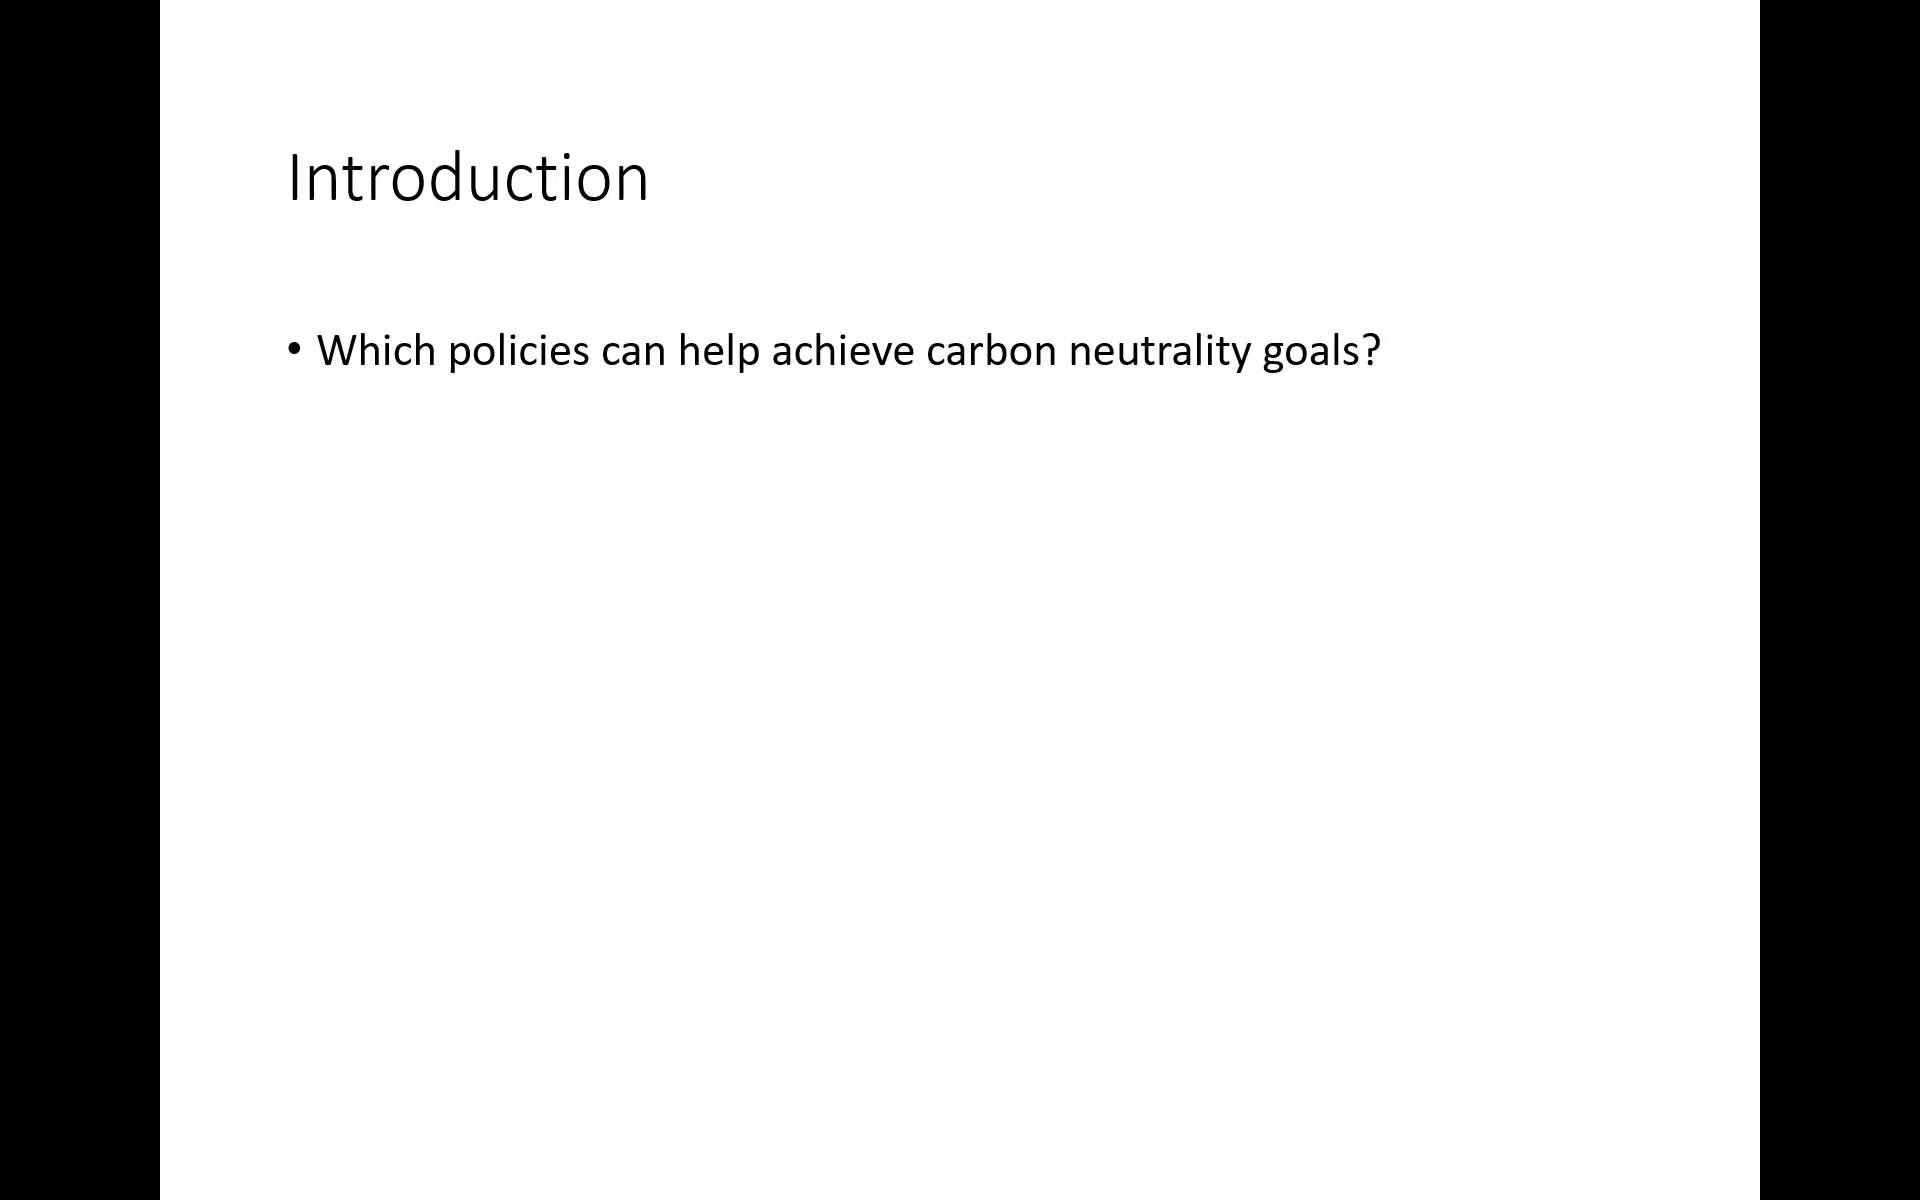 Introduction
• Which policies can help achieve carbon neutrality goals?